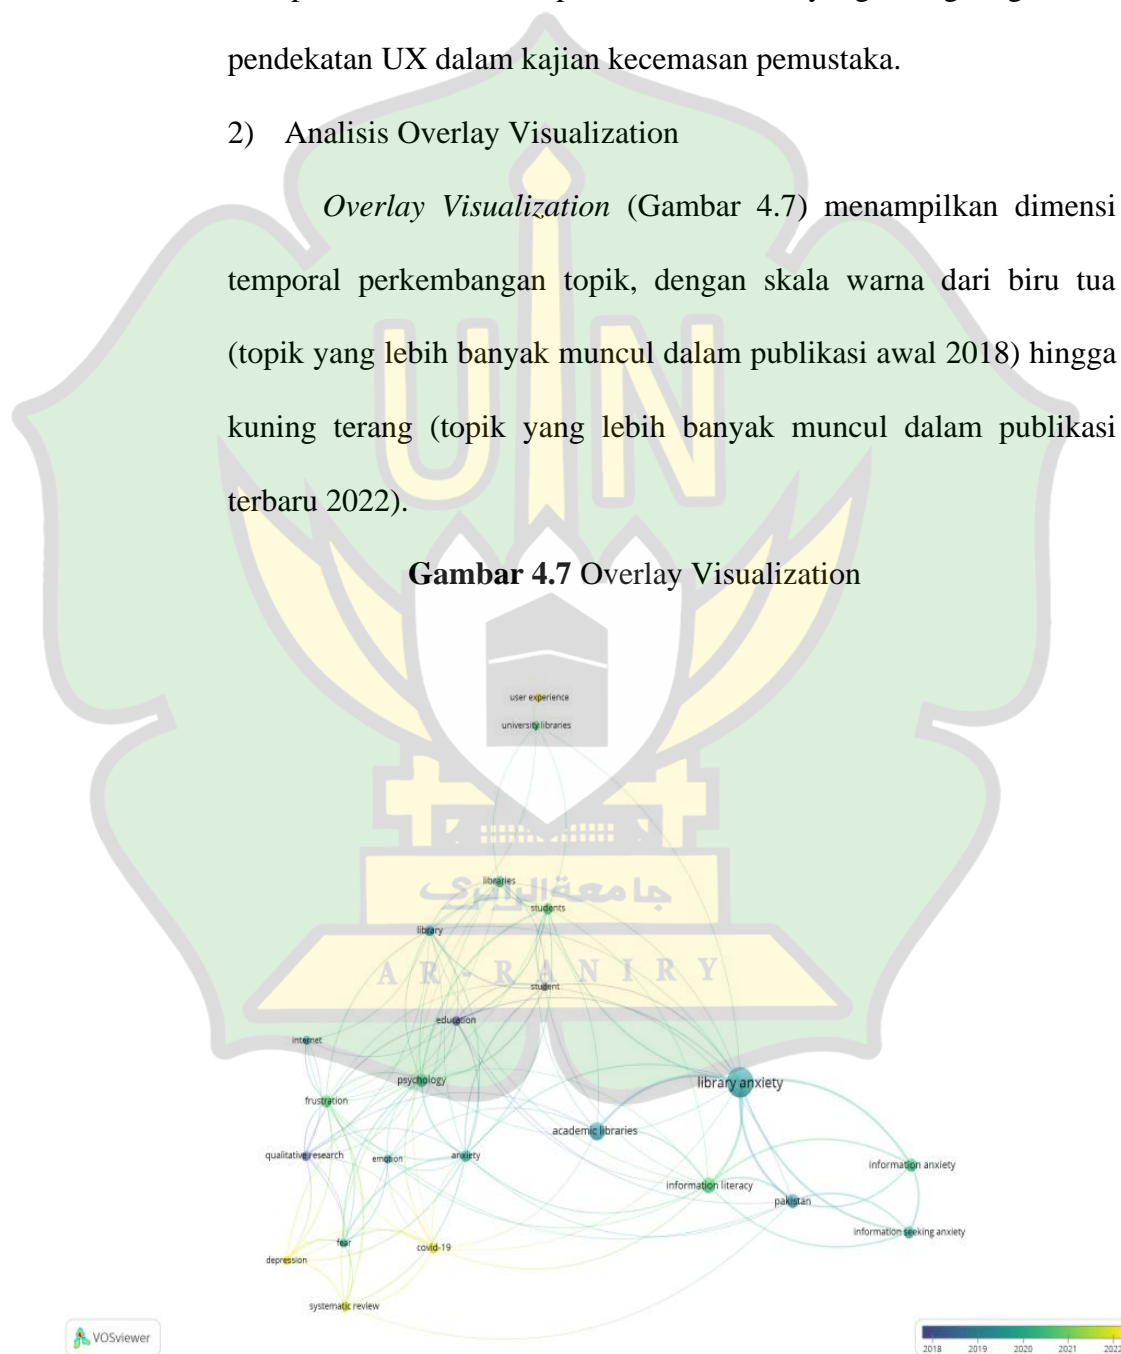 pendekatan UX dalam kajian kecemasan pemustaka.
2) Analisis Overlay Visualization
Overlay Visualization (Gambar 4.7) menampilkan dimensi
temporal perkembangan topik, dengan skala warna dari biru tua
(topik yang lebih banyak muncul dalam publikasi awal 2018) hingga
kuning terang (topik yang lebih banyak muncul dalam publikasi
terbaru 2022).
UIN
Gambar 4.7 Overlay Visualization
user experience
university libraries
libraries
جامعة الرانري
students
library
AR-RANIRY
student
education
internet
psychology
library anxiety
frustration
academic libraries
qualitative research
emotion
anxiety
information anxiety
information literacy
pakistan
information seeking anxiety
fear
covid-19
depression
systematic review
VOSviewer
2018 2019 2020 2021 2022